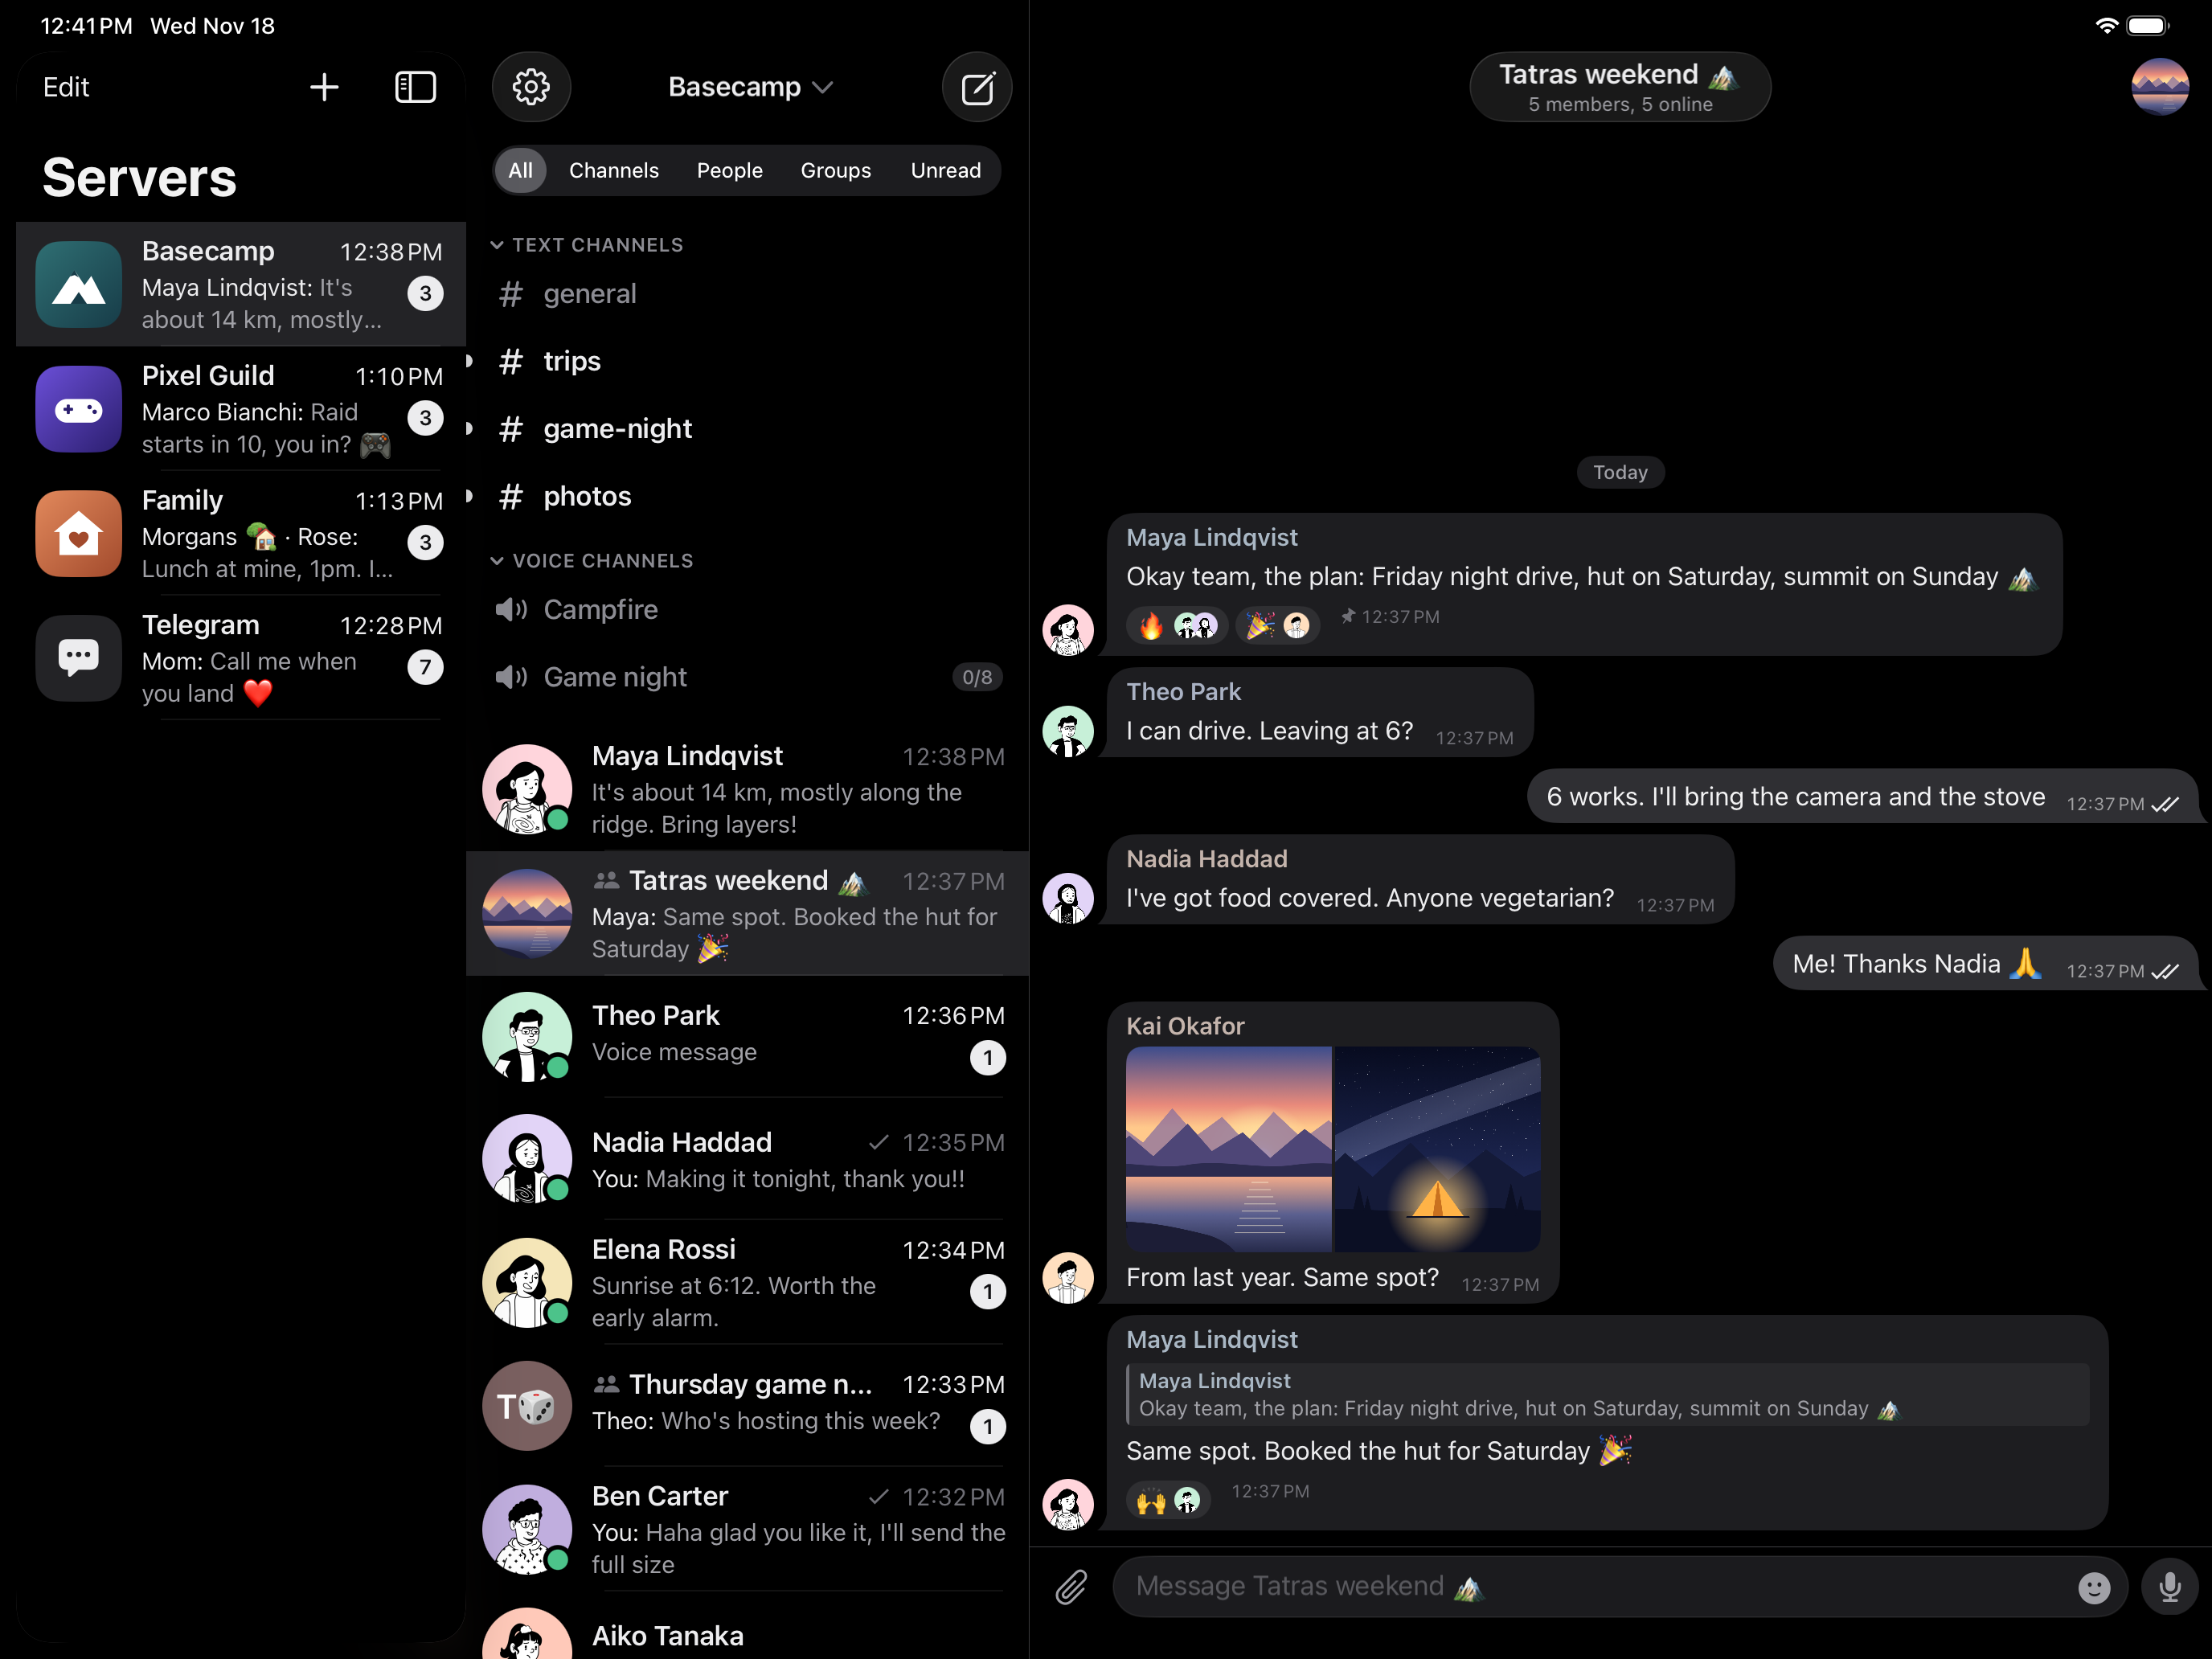 12:41 PM Wed Nov 18
Edit
Servers
Basecamp 12:38 PM
Maya Lindqvist: It's
about 14 km, mostly...
3
Pixel Guild 1:10 PM
Marco Bianchi: Raid
starts in 10, you in? 🎮
3
Family 1:13 PM
Morgans 🏡 · Rose:
Lunch at mine, 1pm. I...
3
Telegram 12:28 PM
Mom: Call me when
you land ❤️
7
Basecamp
All Channels People Groups Unread
TEXT CHANNELS
# general
# trips
# game-night
# photos
VOICE CHANNELS
Campfire
Game night 0/8
Maya Lindqvist 12:38 PM
It's about 14 km, mostly along the
ridge. Bring layers!
Tatras weekend 🏔️ 12:37 PM
Maya: Same spot. Booked the hut for
Saturday 🎉
Theo Park 12:36 PM
Voice message 1
Nadia Haddad 12:35 PM
You: Making it tonight, thank you!!
Elena Rossi 12:34 PM
Sunrise at 6:12. Worth the
early alarm.
1
T🎲
Thursday game n... 12:33 PM
Theo: Who's hosting this week? 1
Ben Carter 12:32 PM
You: Haha glad you like it, I'll send the
full size
Aiko Tanaka
Tatras weekend 🏔️
5 members, 5 online
Today
Maya Lindqvist
Okay team, the plan: Friday night drive, hut on Saturday, summit on Sunday 🏔️
🔥 🎉 12:37 PM
Theo Park
I can drive. Leaving at 6? 12:37 PM
6 works. I'll bring the camera and the stove 12:37 PM
Nadia Haddad
I've got food covered. Anyone vegetarian? 12:37 PM
Me! Thanks Nadia 🙏 12:37 PM
Kai Okafor
From last year. Same spot? 12:37 PM
Maya Lindqvist
Maya Lindqvist
Okay team, the plan: Friday night drive, hut on Saturday, summit on Sunday 🏔️
Same spot. Booked the hut for Saturday 🎉
🙌 12:37 PM
Message Tatras weekend 🏔️